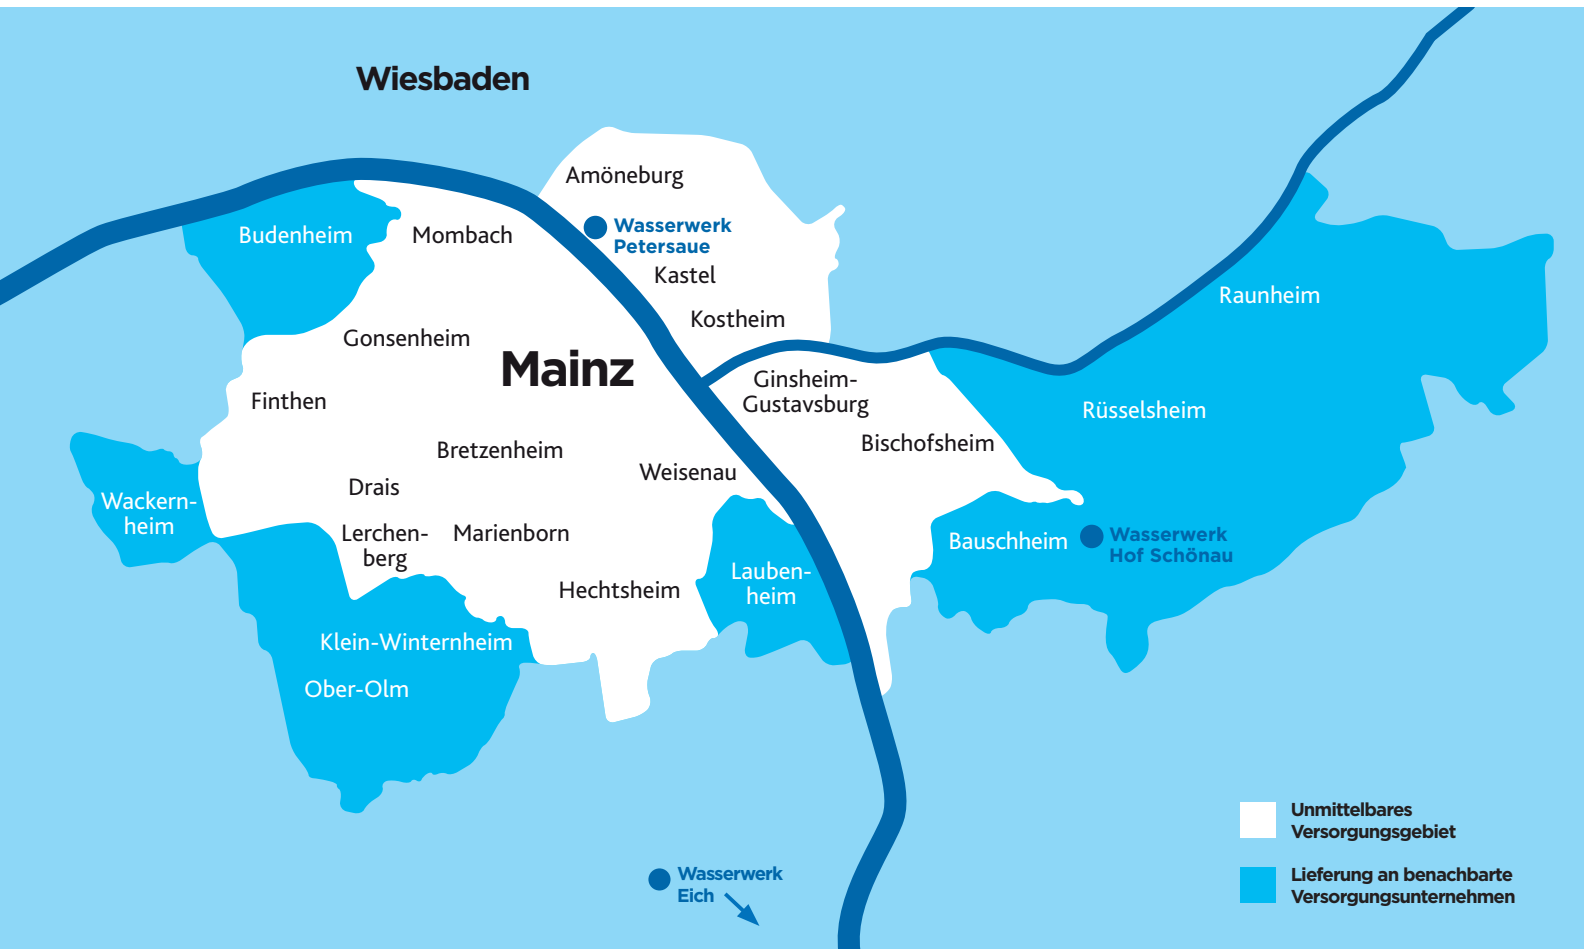 Wiesbaden
Amöneburg
Wasserwerk
Petersaue
Budenheim
Mombach
Kastel
Raunheim
Kostheim
Gonsenheim
Mainz
Ginsheim-
Gustavsburg
Finthen
Rüsselsheim
Bischofsheim
Bretzenheim
Weisenau
Drais
Wackern-
heim
Lerchen-
berg
Marienborn
Bauschheim
Wasserwerk
Hof Schönau
Lauben-
heim
Hechtsheim
Klein-Winternheim
Ober-Olm
Unmittelbares
Versorgungsgebiet
Wasserwerk
Eich
Lieferung an benachbarte
Versorgungsunternehmen